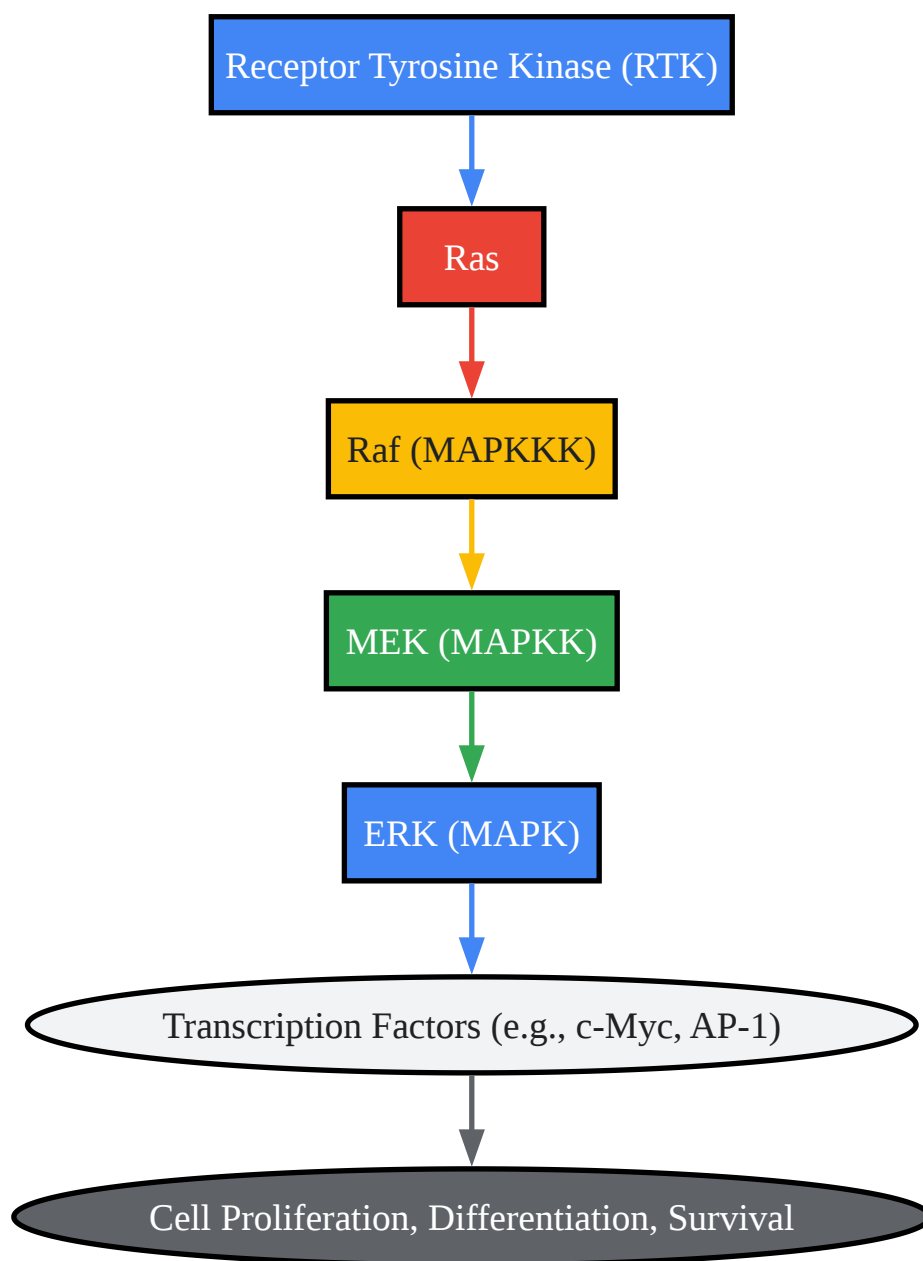 Receptor Tyrosine Kinase (RTK)
Ras
Raf (MAPKKK)
MEK (MAPKK)
ERK (MAPK)
Transcription Factors (e.g., c-Myc, AP-1)
Cell Proliferation, Differentiation, Survival